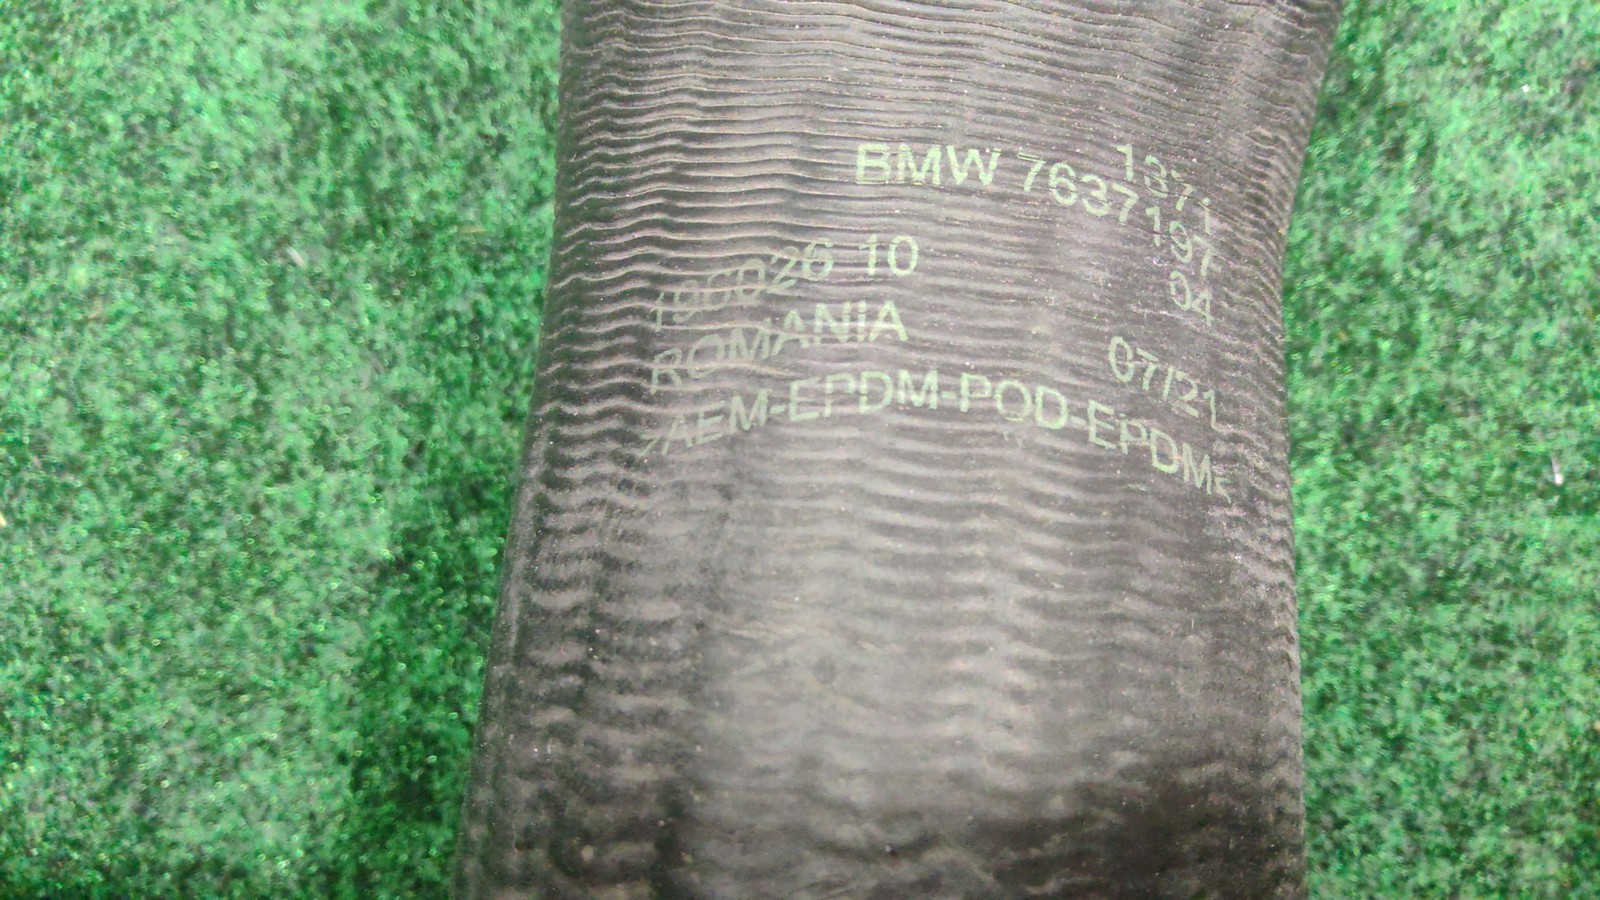 1371
BMW 7637197
04
190026 10
ROMANIA
07/21
>AEM-EPDM-POD-EPDM<